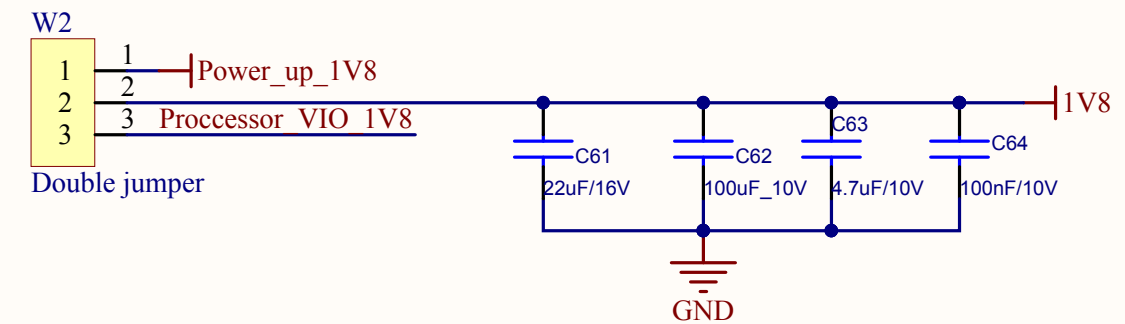 W2
1 1 Power_up_1V8
2 2 1V8
3 3 Proccessor_VIO_1V8
Double jumper
C61
22uF/16V
C62
100uF_10V
C63
4.7uF/10V
C64
100nF/10V
GND